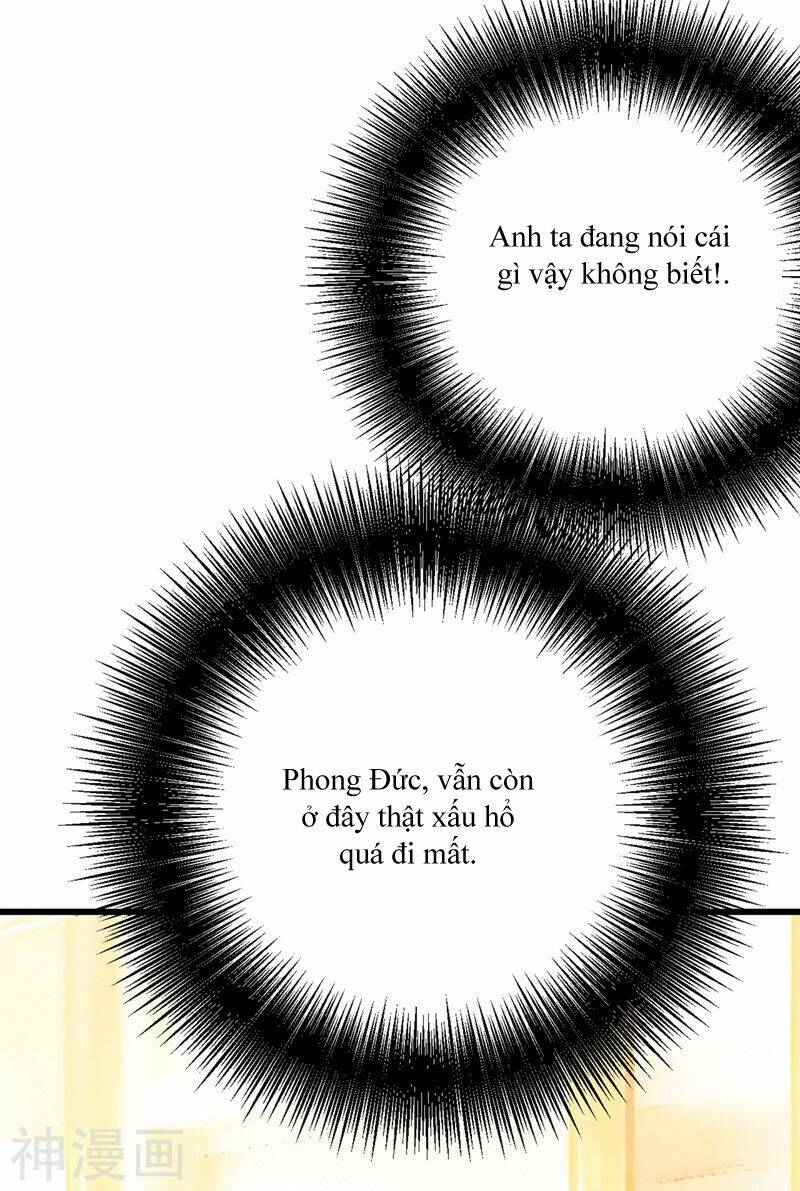 Anh ta đang nói cái
gì vậy không biết!.
Phong Đức, vẫn còn
ở đây thật xấu hổ
quá đi mất.
神漫画